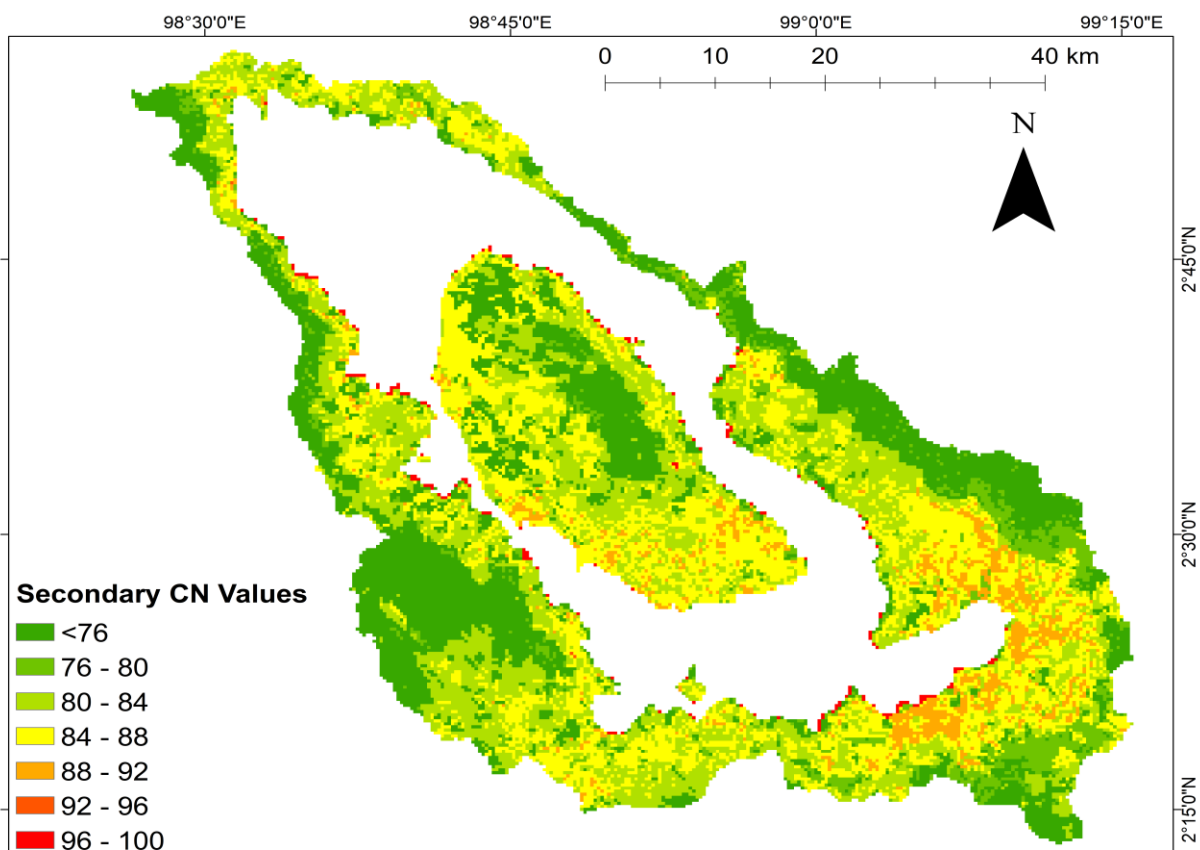 98°30'0"E 98°45'0"E 99°0'0"E 99°15'0"E
0 10 20 40 km
N
2°45'0"N
2°30'0"N
2°15'0"N
Secondary CN Values
<76
76 - 80
80 - 84
84 - 88
88 - 92
92 - 96
96 - 100